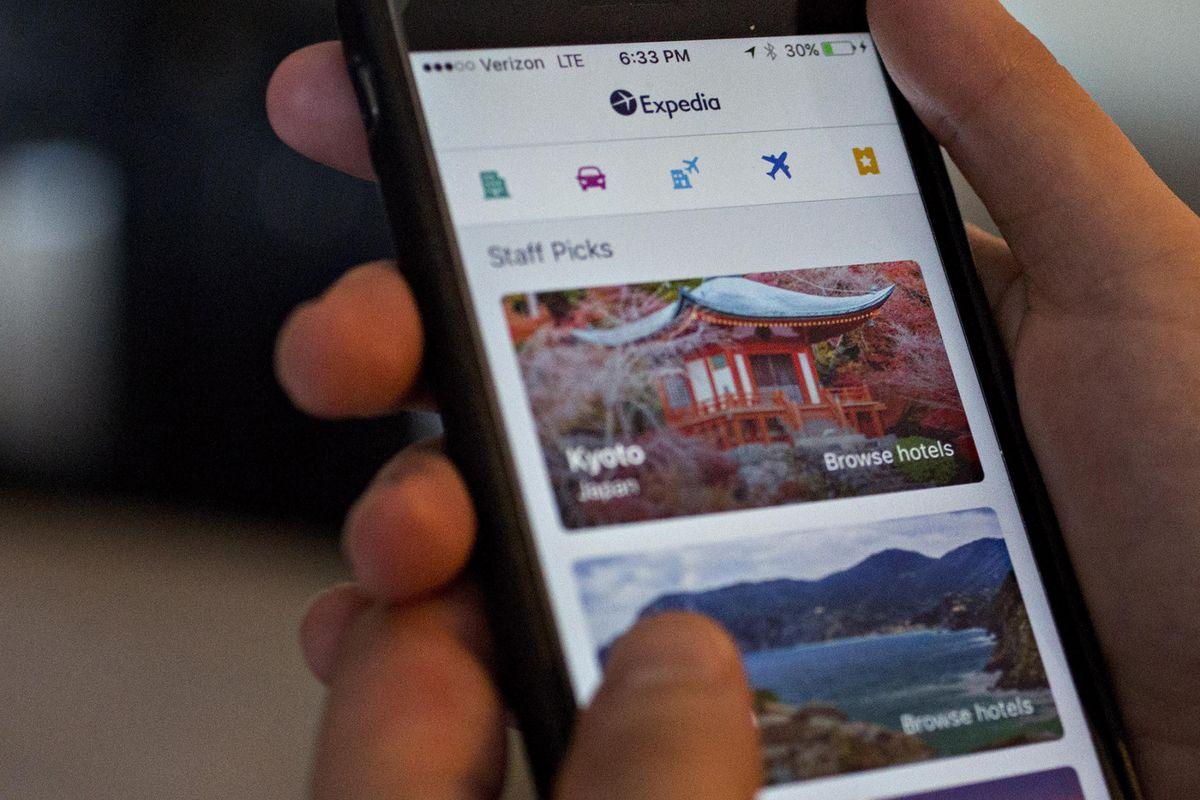 Verizon LTE 6:33 PM 30%
Expedia
Staff Picks
Kyoto
Japan
Browse hotels
Browse hotels